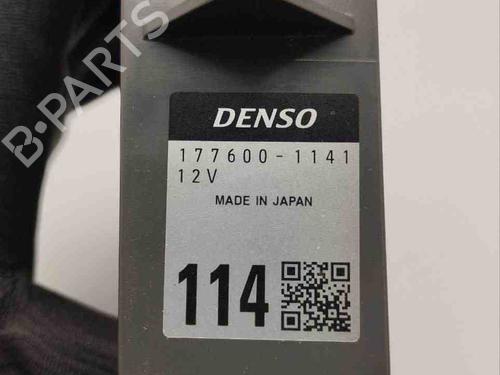 B-PARTS
DENSO
177600-1141
12V
MADE IN JAPAN
114